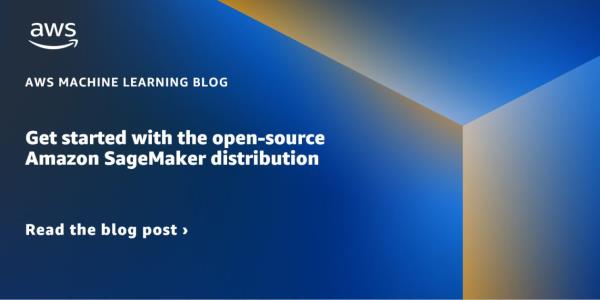 aws
AWS MACHINE LEARNING BLOG
Get started with the open-source
Amazon SageMaker distribution
Read the blog post ›